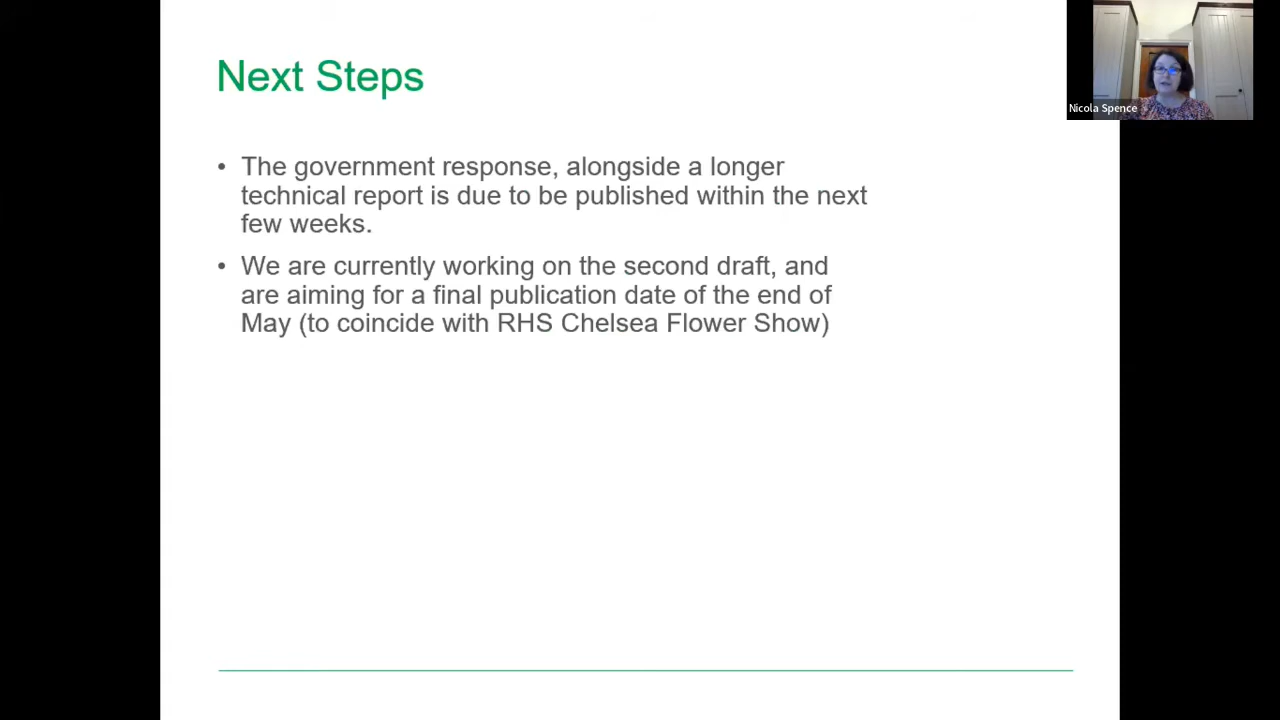 Next Steps
Nicola Spence
• The government response, alongside a longer
technical report is due to be published within the next
few weeks.
• We are currently working on the second draft, and
are aiming for a final publication date of the end of
May (to coincide with RHS Chelsea Flower Show)